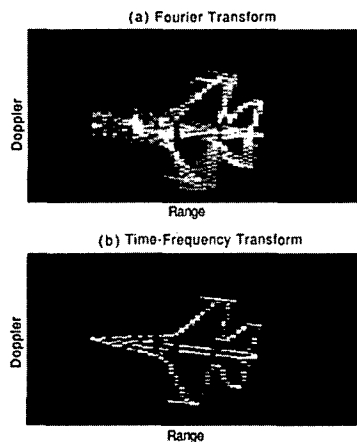 (a) Fourier Transform
Doppler
Range
(b) Time-Frequency Transform
Doppler
Range